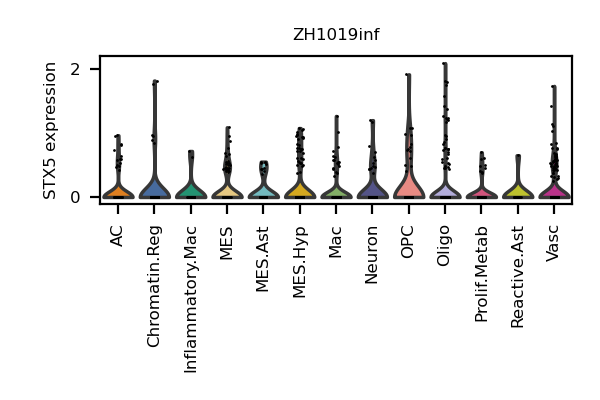 ZH1019inf
STX5 expression
2
0
AC
Chromatin.Reg
Inflammatory.Mac
MES
MES.Ast
MES.Hyp
Mac
Neuron
OPC
Oligo
Prolif.Metab
Reactive.Ast
Vasc